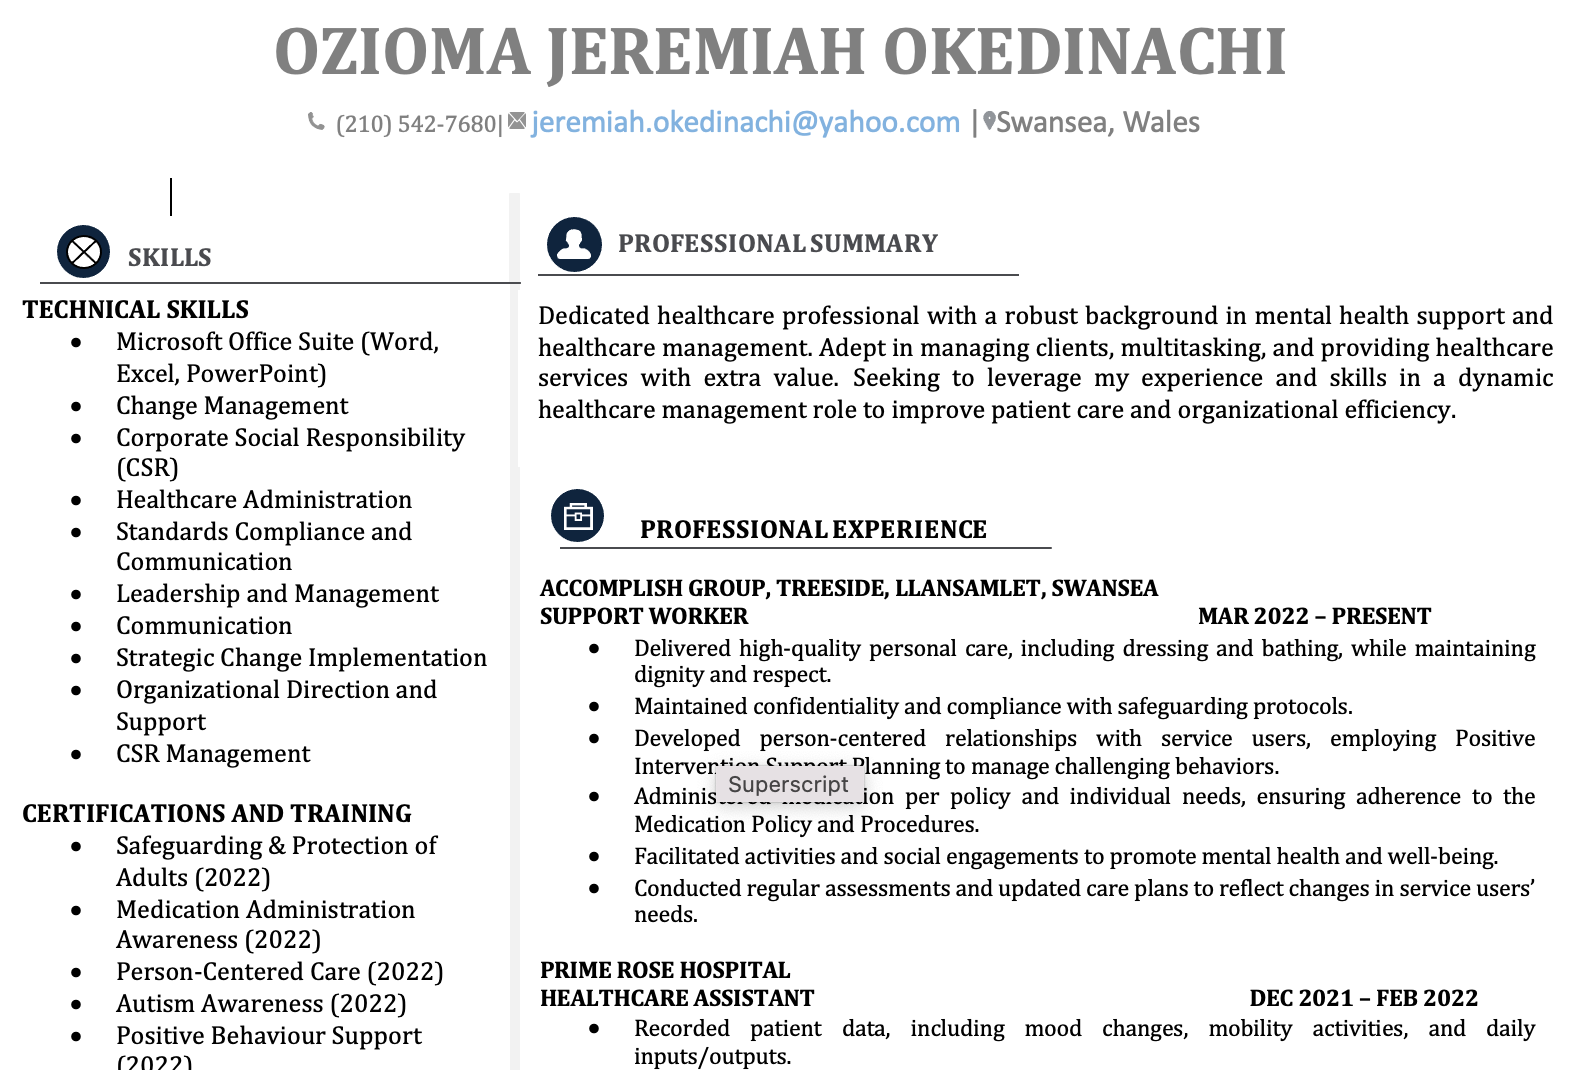 OZIOMA JEREMIAH OKEDINACHI
(210) 542-7680| jeremiah.okedinachi@yahoo.com | Swansea, Wales
SKILLS
TECHNICAL SKILLS
• Microsoft Office Suite (Word,
Excel, PowerPoint)
• Change Management
• Corporate Social Responsibility
(CSR)
• Healthcare Administration
• Standards Compliance and
Communication
• Leadership and Management
• Communication
• Strategic Change Implementation
• Organizational Direction and
Support
• CSR Management
CERTIFICATIONS AND TRAINING
• Safeguarding & Protection of
Adults (2022)
• Medication Administration
Awareness (2022)
• Person-Centered Care (2022)
• Autism Awareness (2022)
• Positive Behaviour Support
(2022)
PROFESSIONAL SUMMARY
Dedicated healthcare professional with a robust background in mental health support and
healthcare management. Adept in managing clients, multitasking, and providing healthcare
services with extra value. Seeking to leverage my experience and skills in a dynamic
healthcare management role to improve patient care and organizational efficiency.
PROFESSIONAL EXPERIENCE
ACCOMPLISH GROUP, TREESIDE, LLANSAMLET, SWANSEA
SUPPORT WORKER MAR 2022 – PRESENT
• Delivered high-quality personal care, including dressing and bathing, while maintaining
dignity and respect.
• Maintained confidentiality and compliance with safeguarding protocols.
• Developed person-centered relationships with service users, employing Positive
Intervention Support Planning to manage challenging behaviors.
Superscript
• Administered medication per policy and individual needs, ensuring adherence to the
Medication Policy and Procedures.
• Facilitated activities and social engagements to promote mental health and well-being.
• Conducted regular assessments and updated care plans to reflect changes in service users’
needs.
PRIME ROSE HOSPITAL
HEALTHCARE ASSISTANT DEC 2021 – FEB 2022
• Recorded patient data, including mood changes, mobility activities, and daily
inputs/outputs.